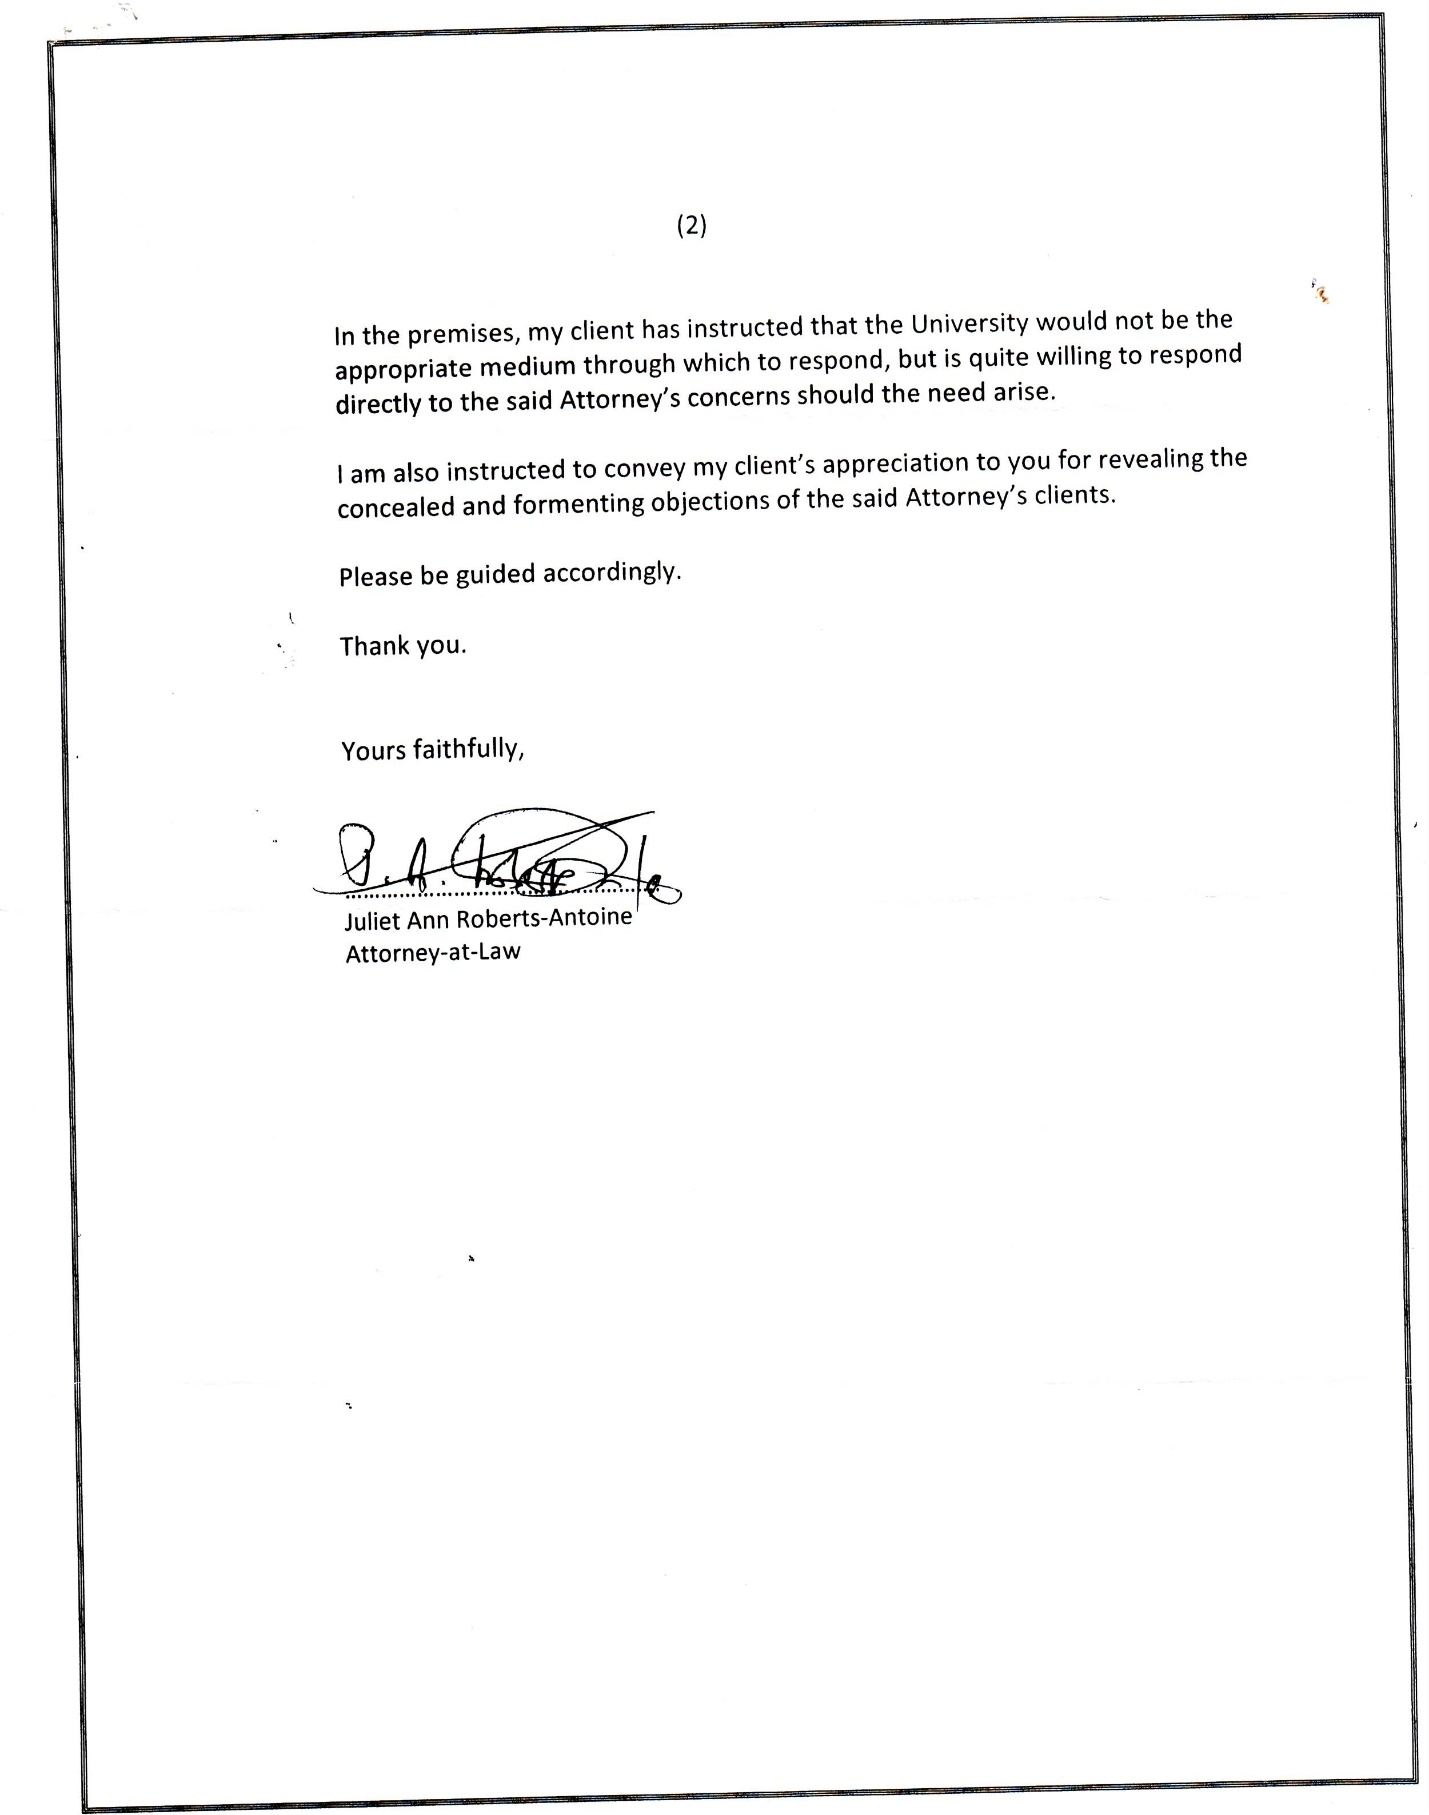 (2)
In the premises, my client has instructed that the University would not be the
appropriate medium through which to respond, but is quite willing to respond
directly to the said Attorney's concerns should the need arise.
I am also instructed to convey my client's appreciation to you for revealing the
concealed and formenting objections of the said Attorney's clients.
Please be guided accordingly.
Thank you.
Yours faithfully,
Juliet Ann Roberts-Antoine
Attorney-at-Law